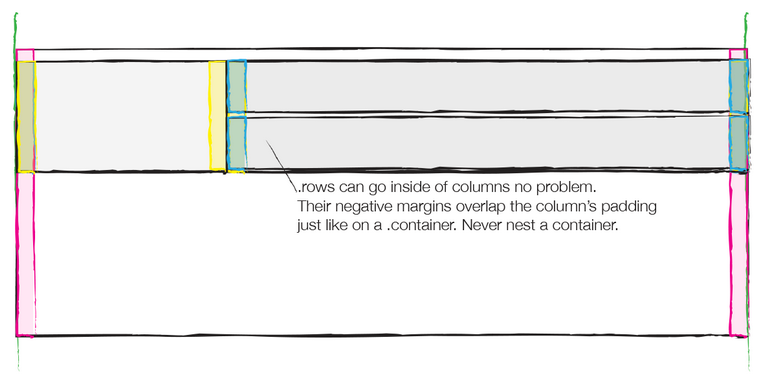 .rows can go inside of columns no problem.
Their negative margins overlap the column's padding
just like on a .container. Never nest a container.